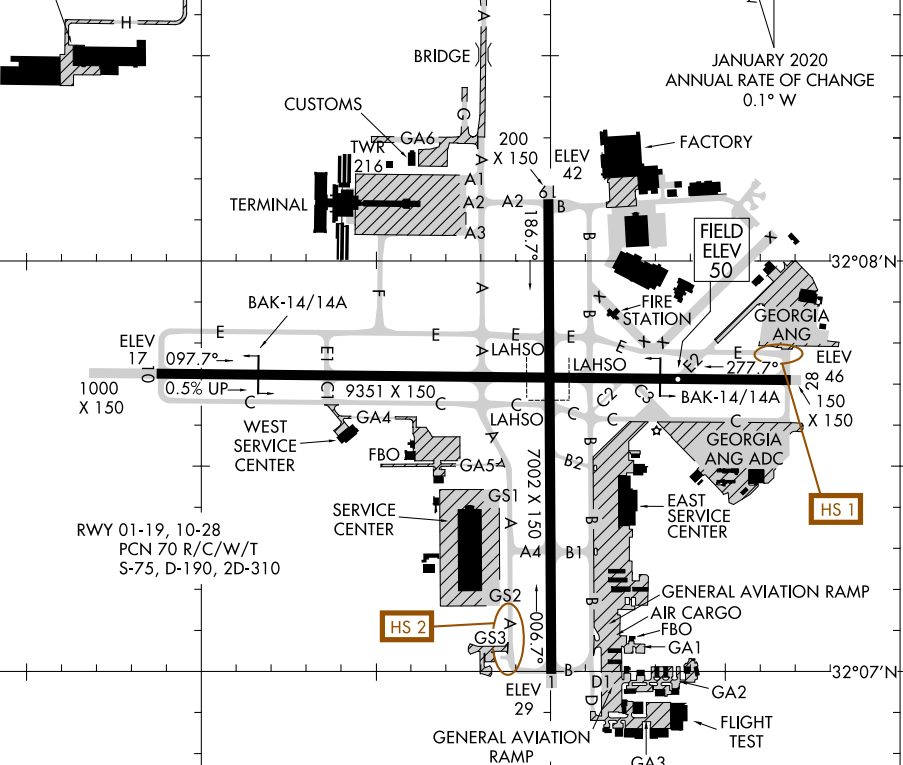 H
A
BRIDGE
JANUARY 2020
ANNUAL RATE OF CHANGE
0.1° W
CUSTOMS
G
GA6
200
X 150
TWR
216
A
ELEV
42
FACTORY
A1
TERMINAL
A2
A2
19
B
A3
186.7°
B
FIELD
ELEV
50
X
32°08'N
A
F
BAK-14/14A
X
B
FIRE
STATION
GEORGIA
ANG
E
E
E
E
X
X
ELEV
17
097.7°
E1
A
LAHSO
E
E2
E
ELEV
46
LAHSO
277.7°
10
28
1000
X 150
0.5% UP
9351 X 150
C1
C2
C3
BAK-14/14A
150
X 150
C
C
C
LAHSO
C
C
GA4
WEST
SERVICE
CENTER
A
B
GEORGIA
ANG ADC
FBO
GA5
B2
7002 X 150
GS1
HS 1
SERVICE
CENTER
A
B
EAST
SERVICE
CENTER
RWY 01-19, 10-28
PCN 70 R/C/W/T
S-75, D-190, 2D-310
A4
B1
GS2
B
GENERAL AVIATION RAMP
AIR CARGO
HS 2
A
006.7°
FBO
GS3
GA1
B
1
D1
32°07'N
ELEV
29
D
GA2
GENERAL AVIATION
RAMP
FLIGHT
TEST
GA3